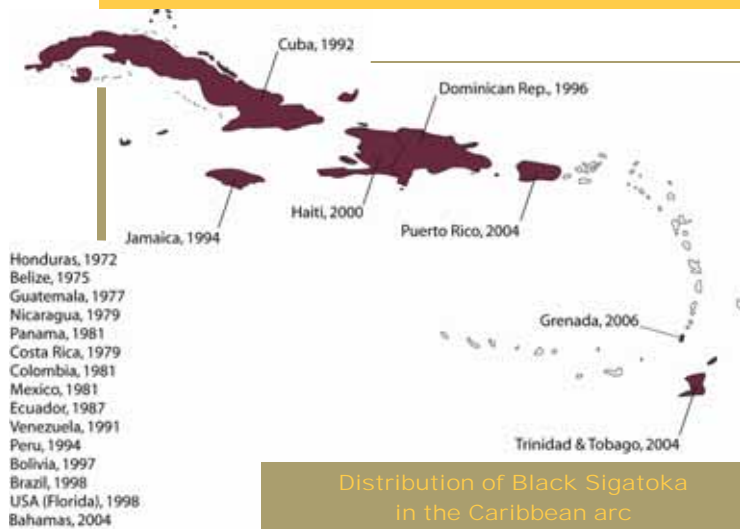 Cuba, 1992
Dominican Rep., 1996
Haiti, 2000
Puerto Rico, 2004
Jamaica, 1994
Honduras, 1972
Belize, 1975
Guatemala, 1977
Nicaragua, 1979
Panama, 1981
Costa Rica, 1979
Colombia, 1981
Mexico, 1981
Ecuador, 1987
Venezuela, 1991
Peru, 1994
Bolivia, 1997
Brazil, 1998
USA (Florida), 1998
Bahamas, 2004
Grenada, 2006
Trinidad & Tobago, 2004
Distribution of Black Sigatoka
in the Caribbean arc